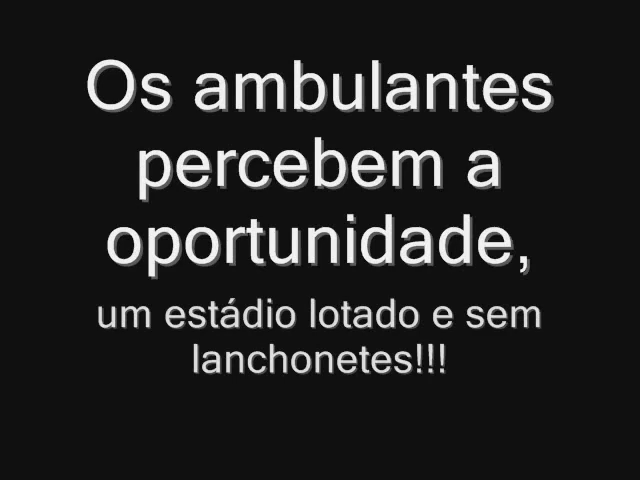 Os ambulantes
percebem a
oportunidade,
um estádio lotado e sem
lanchonetes!!!